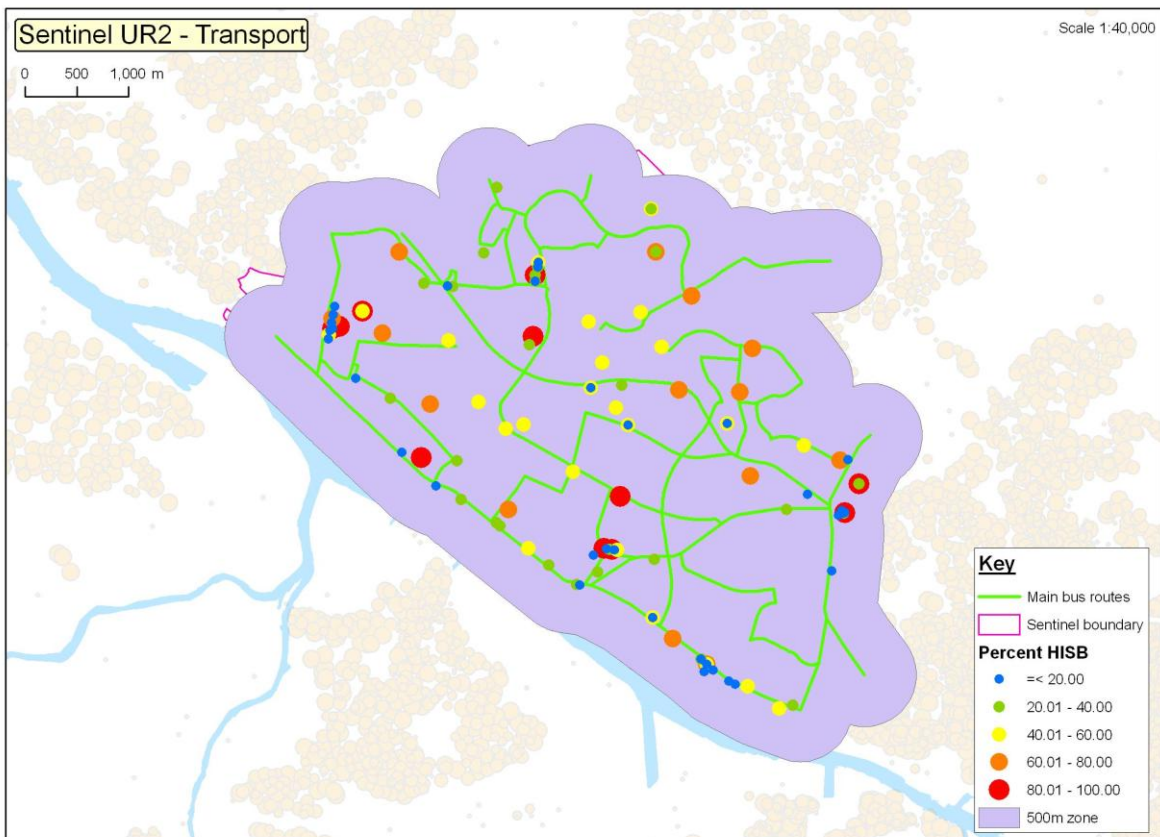 Sentinel UR2 - Transport
Scale 1:40,000
0 500 1,000 m
Key
Main bus routes
Sentinel boundary
Percent HISB
=< 20.00
20.01 - 40.00
40.01 - 60.00
60.01 - 80.00
80.01 - 100.00
500m zone